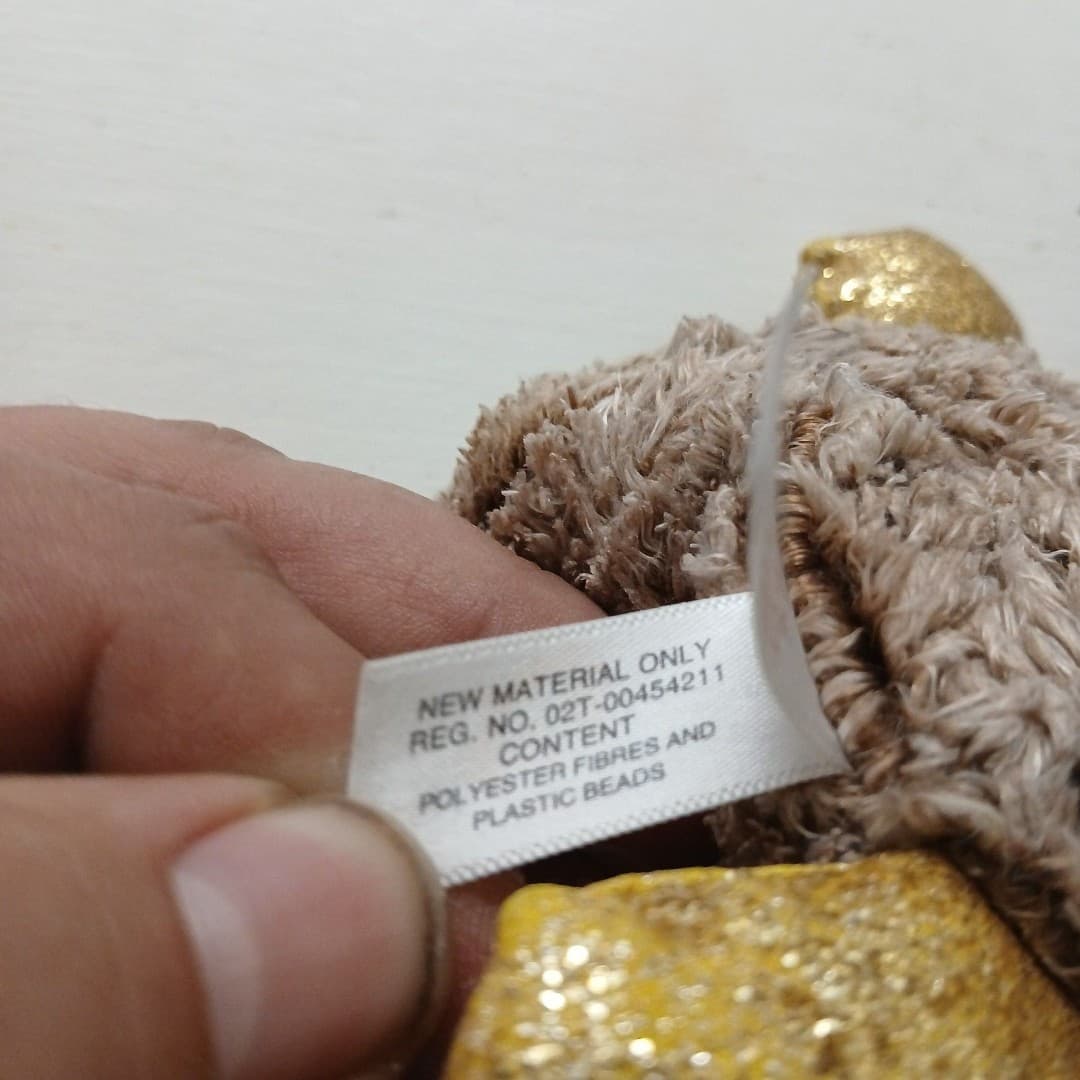 NEW MATERIAL ONLY
REG. NO. 02T-00454211
CONTENT
POLYESTER FIBRES AND
PLASTIC BEADS